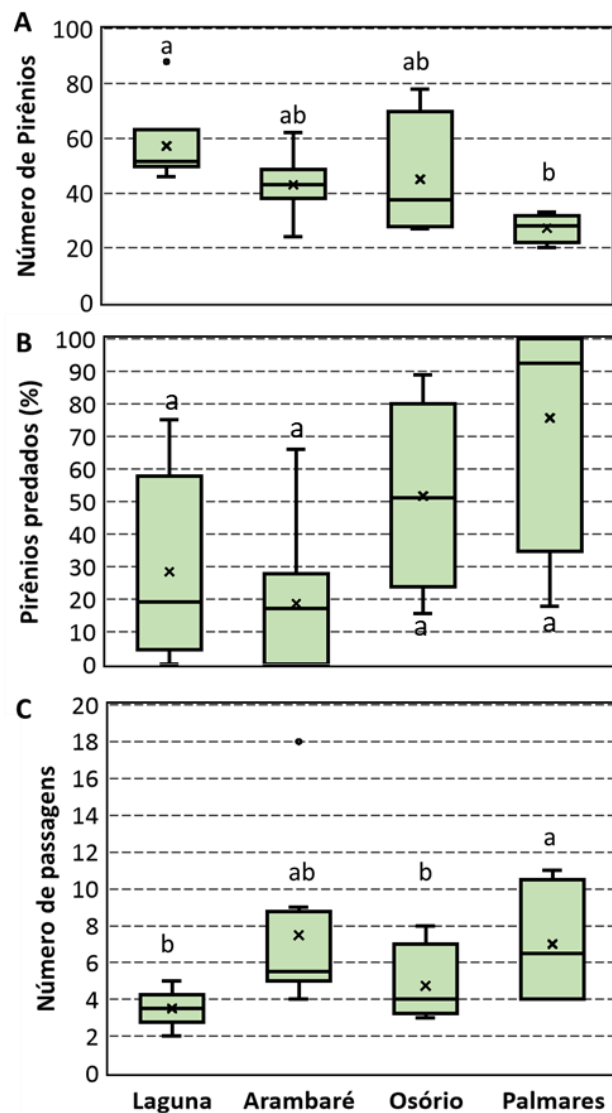 A
Número de Pirênios
100
80
60
40
20
0
a
ab
ab
b
B
Pirênios predados (%)
100
90
80
70
60
50
40
30
20
10
0
a
a
a
a
C
Número de passagens
20
18
16
14
12
10
8
6
4
2
0
b
ab
b
a
Laguna Arambaré Osório Palmares